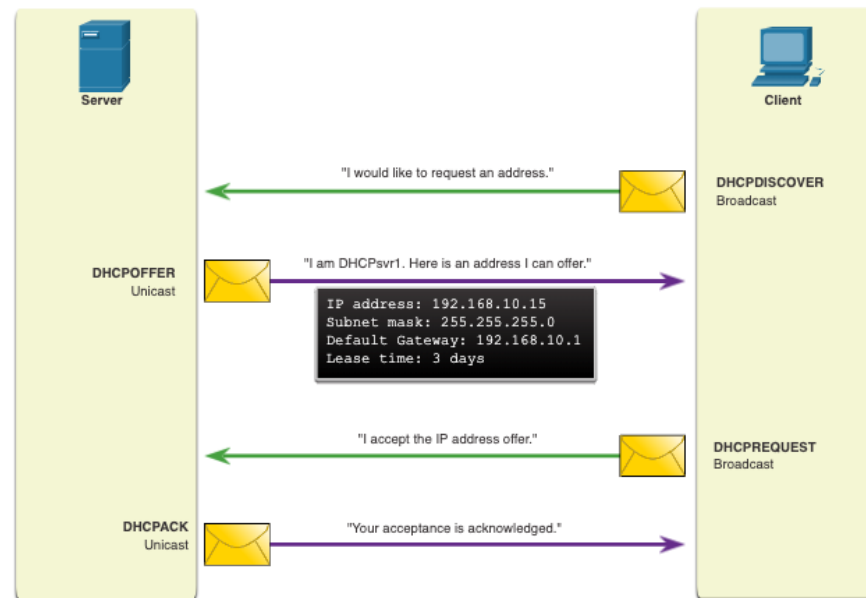 Server
Client
"I would like to request an address."
DHCPDISCOVER
Broadcast
"I am DHCPsvr1. Here is an address I can offer."
DHCPOFFER
Unicast
IP address: 192.168.10.15
Subnet mask: 255.255.255.0
Default Gateway: 192.168.10.1
Lease time: 3 days
"I accept the IP address offer."
DHCPREQUEST
Broadcast
DHCPACK
Unicast
"Your acceptance is acknowledged."